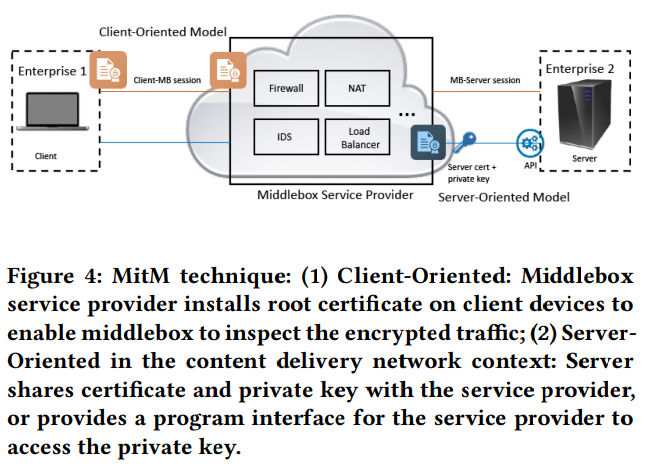 Client-Oriented Model
Enterprise 1
Client-MB session
Firewall
NAT
MB-Server session
Enterprise 2
...
IDS
Load
Balancer
Client
Server cert +
private key
API
Server
Middlebox Service Provider
Server-Oriented Model
Figure 4: MitM technique: (1) Client-Oriented: Middlebox
service provider installs root certificate on client devices to
enable middlebox to inspect the encrypted traffic; (2) Server-
Oriented in the content delivery network context: Server
shares certificate and private key with the service provider,
or provides a program interface for the service provider to
access the private key.